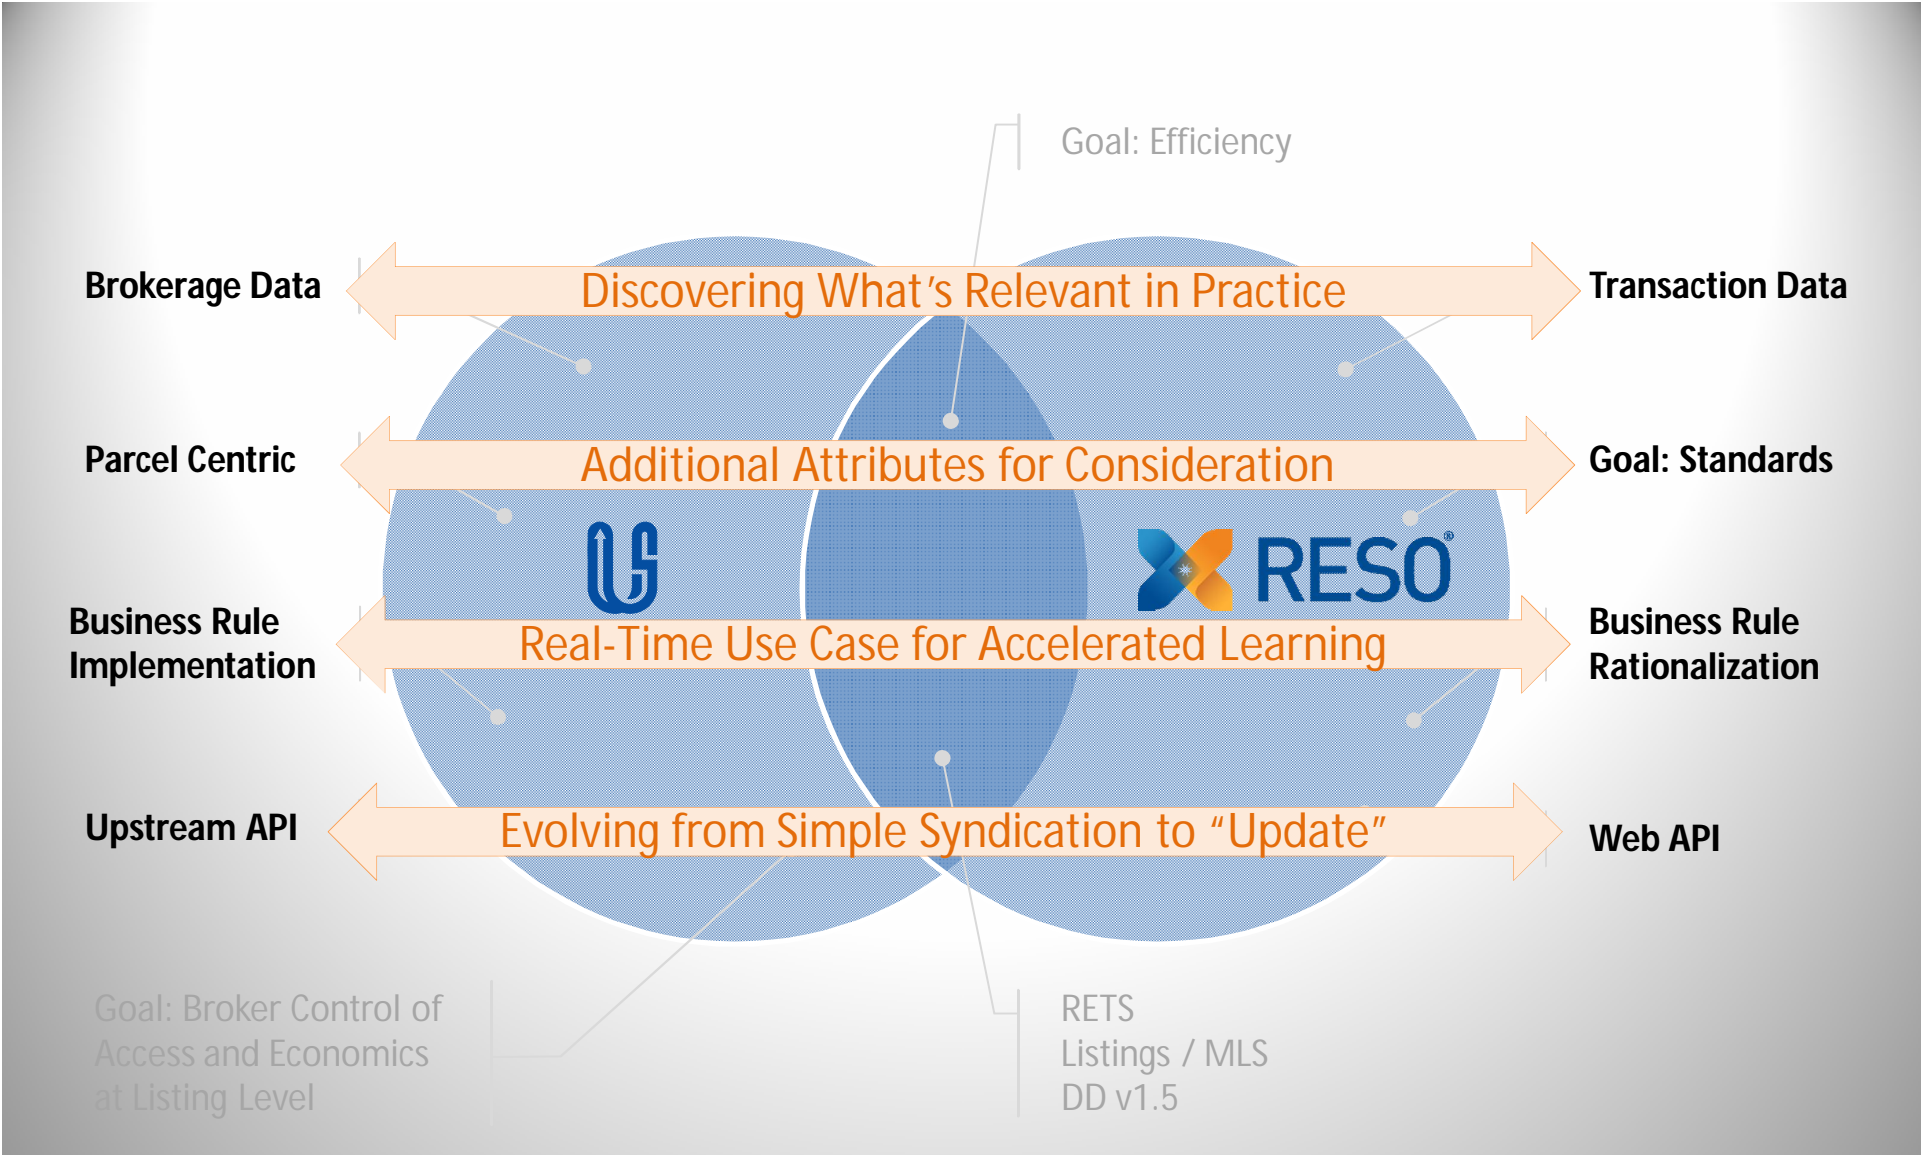 Goal: Efficiency
Brokerage Data
Discovering What's Relevant in Practice
Transaction Data
Parcel Centric
Additional Attributes for Consideration
Goal: Standards
US
RESO®
Business Rule
Implementation
Real-Time Use Case for Accelerated Learning
Business Rule
Rationalization
Upstream API
Evolving from Simple Syndication to “Update”
Web API
Goal: Broker Control of
Access and Economics
at Listing Level
RETS
Listings / MLS
DD v1.5